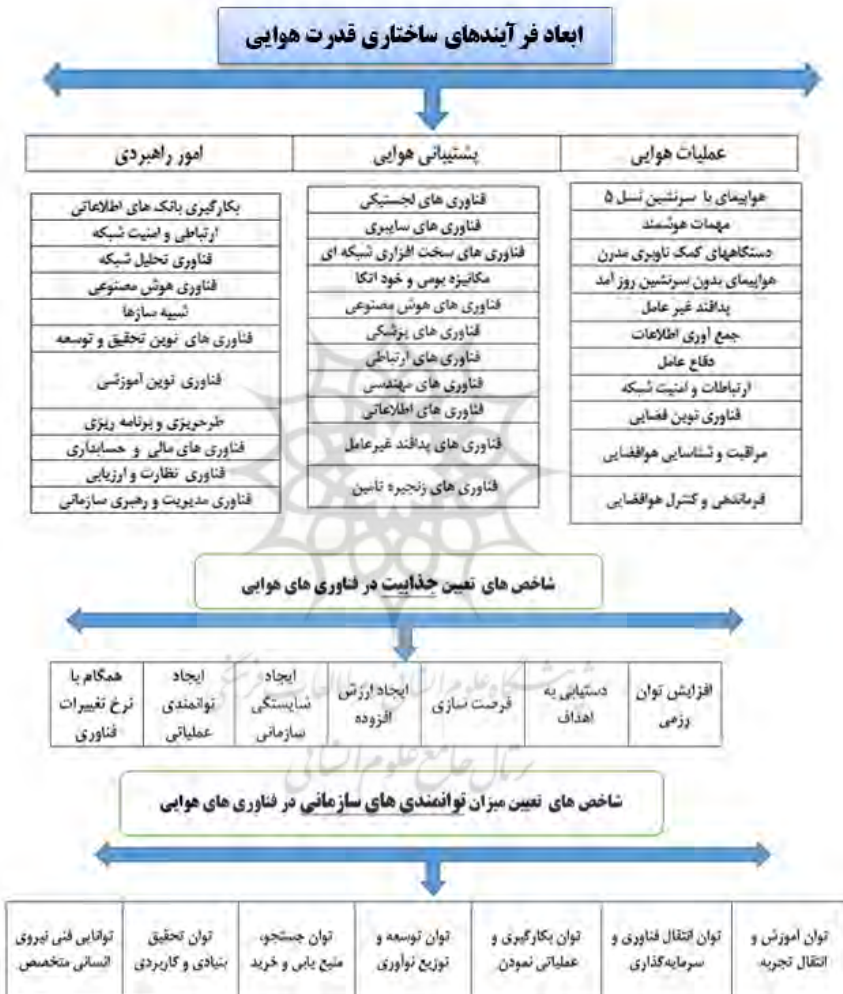 ابعاد فرآیندهای ساختاری قدرت هوایی
عملیات هوایی
هواپیمای با سرنشین نسل ۵
مهمات هوشمند
دستگاههای کمک ناوبری مدرن
هواپیمای بدون سرنشین روز آمد
پدافند غیر عامل
جمع آوری اطلاعات
دفاع عامل
ارتباطات و امنیت شبکه
فناوری نوین فضایی
مراقبت و شناسایی هوافضایی
فرماندهی و کنترل هوافضایی
پشتیبانی هوایی
فناوری های لجستیکی
فناوری های سایبری
فناوری های سخت افزاری شبکه ای
مکانیزه بومی و خود اتکا
فناوری های هوش مصنوعی
فناوری های پزشکی
فناوری های ارتباطی
فناوری های مهندسی
فناوری های اطلاعاتی
فناوری های پدافند غیرعامل
فناوری های زنجیره تامین
امور راهبردی
بکارگیری بانک های اطلاعاتی
ارتباطی و امنیت شبکه
فناوری تحلیل شبکه
فناوری هوش مصنوعی
شبیه سازها
فناوری های نوین تحقیق و توسعه
فناوری نوین آموزشی
طرحریزی و برنامه ریزی
فناوری های مالی و حسابداری
فناوری نظارت و ارزیابی
فناوری مدیریت و رهبری سازمانی
شاخص های تعیین جذابیت در فناوری های هوایی
افزایش توان
رزمی
دستیابی به
اهداف
فرصت سازی
ایجاد ارزش
افزوده
ایجاد
شایستگی
سازمانی
ایجاد
توانمندی
عملیاتی
همگام با
نرخ تغییرات
فناوری
پژوهشگاه علوم انسانی و مطالعات فرهنگی
رتال جامع علوم انسانی
شاخص های تعیین میزان توانمندی های سازمانی در فناوری های هوایی
توان آموزش و
انتقال تجربه
توان انتقال فناوری و
سرمایه‌گذاری
توان بکارگیری و
عملیاتی نمودن
توان توسعه و
توزیع نوآوری
توان جستجو،
منبع یابی و خرید
توان تحقیق
بنیادی و کاربردی
توانایی فنی نیروی
انسانی متخصص